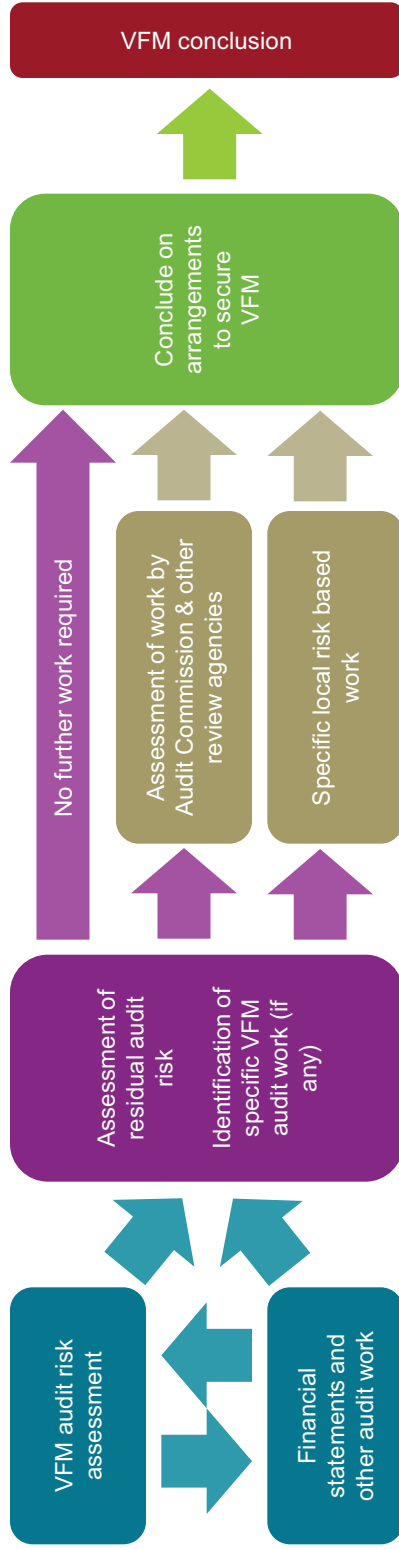 VFM audit risk
assessment
Financial
statements and
other audit work
Assessment of
residual audit
risk
Identification of
specific VFM
audit work (if
any)
No further work required
Assessment of work by
Audit Commission & other
review agencies
Specific local risk based
work
Conclude on
arrangements
to secure
VFM
VFM conclusion